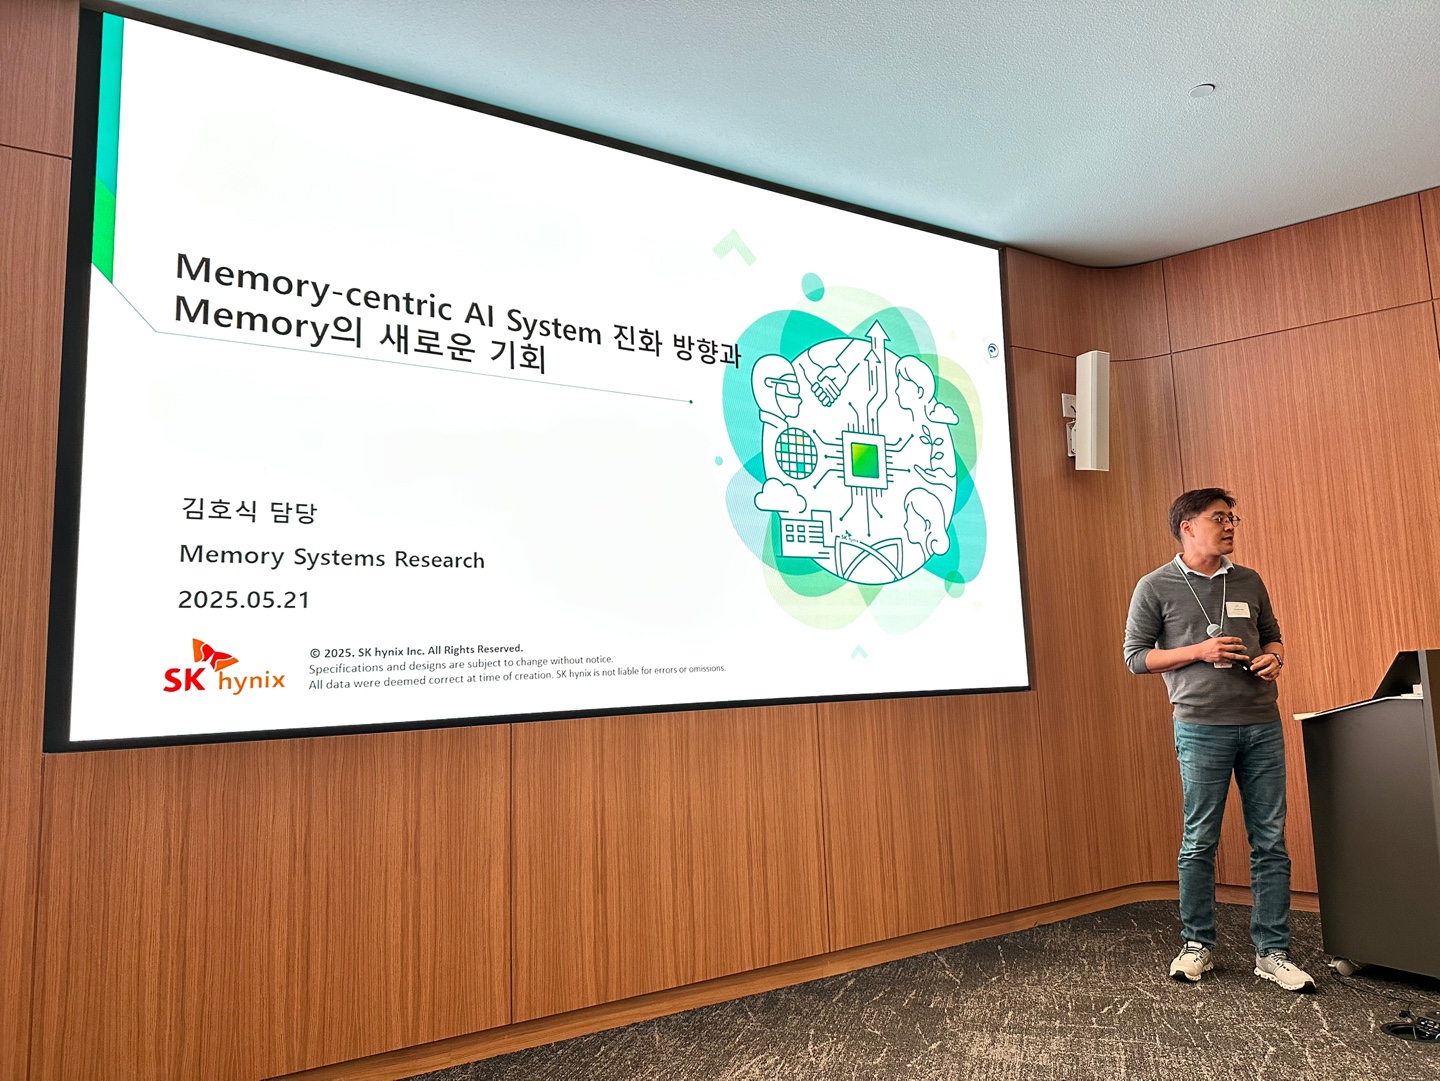 Memory-centric AI System 진화 방향과
Memory의 새로운 기회
김호식 담당
Memory Systems Research
2025.05.21
SK hynix
© 2025. SK hynix Inc. All Rights Reserved.
Specifications and designs are subject to change without notice.
All data were deemed correct at time of creation. SK hynix is not liable for errors or omissions.